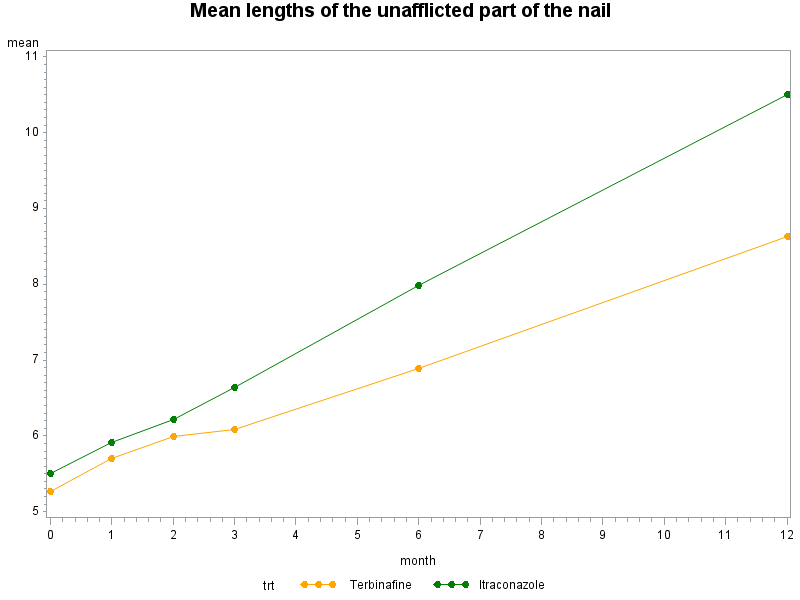 Mean lengths of the unafflicted part of the nail
mean
11
10
9
8
7
6
5
0 1 2 3 4 5 6 7 8 9 10 11 12
month
trt Terbinafine Itraconazole